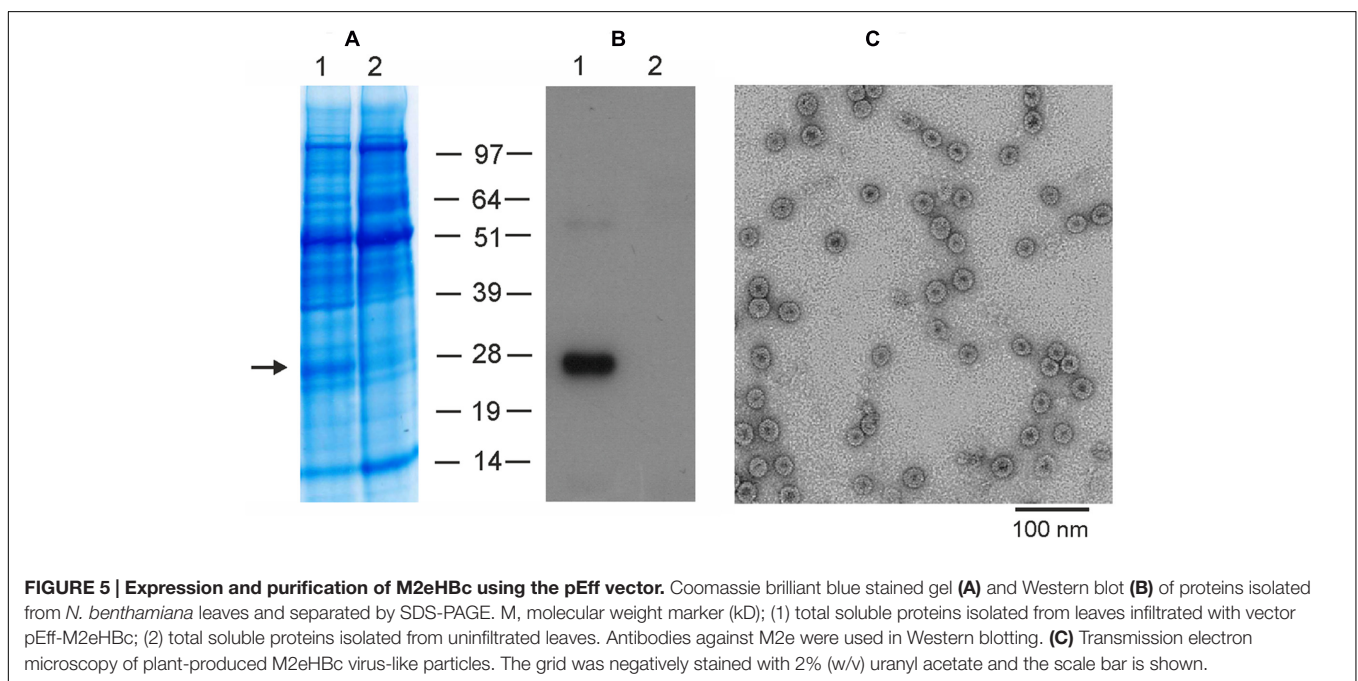 A B C
1 2 1 2
97
64
51
39
28
19
14
100 nm
FIGURE 5 | Expression and purification of M2eHBc using the pEff vector. Coomassie brilliant blue stained gel (A) and Western blot (B) of proteins isolated
from N. benthamiana leaves and separated by SDS-PAGE. M, molecular weight marker (kD); (1) total soluble proteins isolated from leaves infiltrated with vector
pEff-M2eHBc; (2) total soluble proteins isolated from uninfiltrated leaves. Antibodies against M2e were used in Western blotting. (C) Transmission electron
microscopy of plant-produced M2eHBc virus-like particles. The grid was negatively stained with 2% (w/v) uranyl acetate and the scale bar is shown.